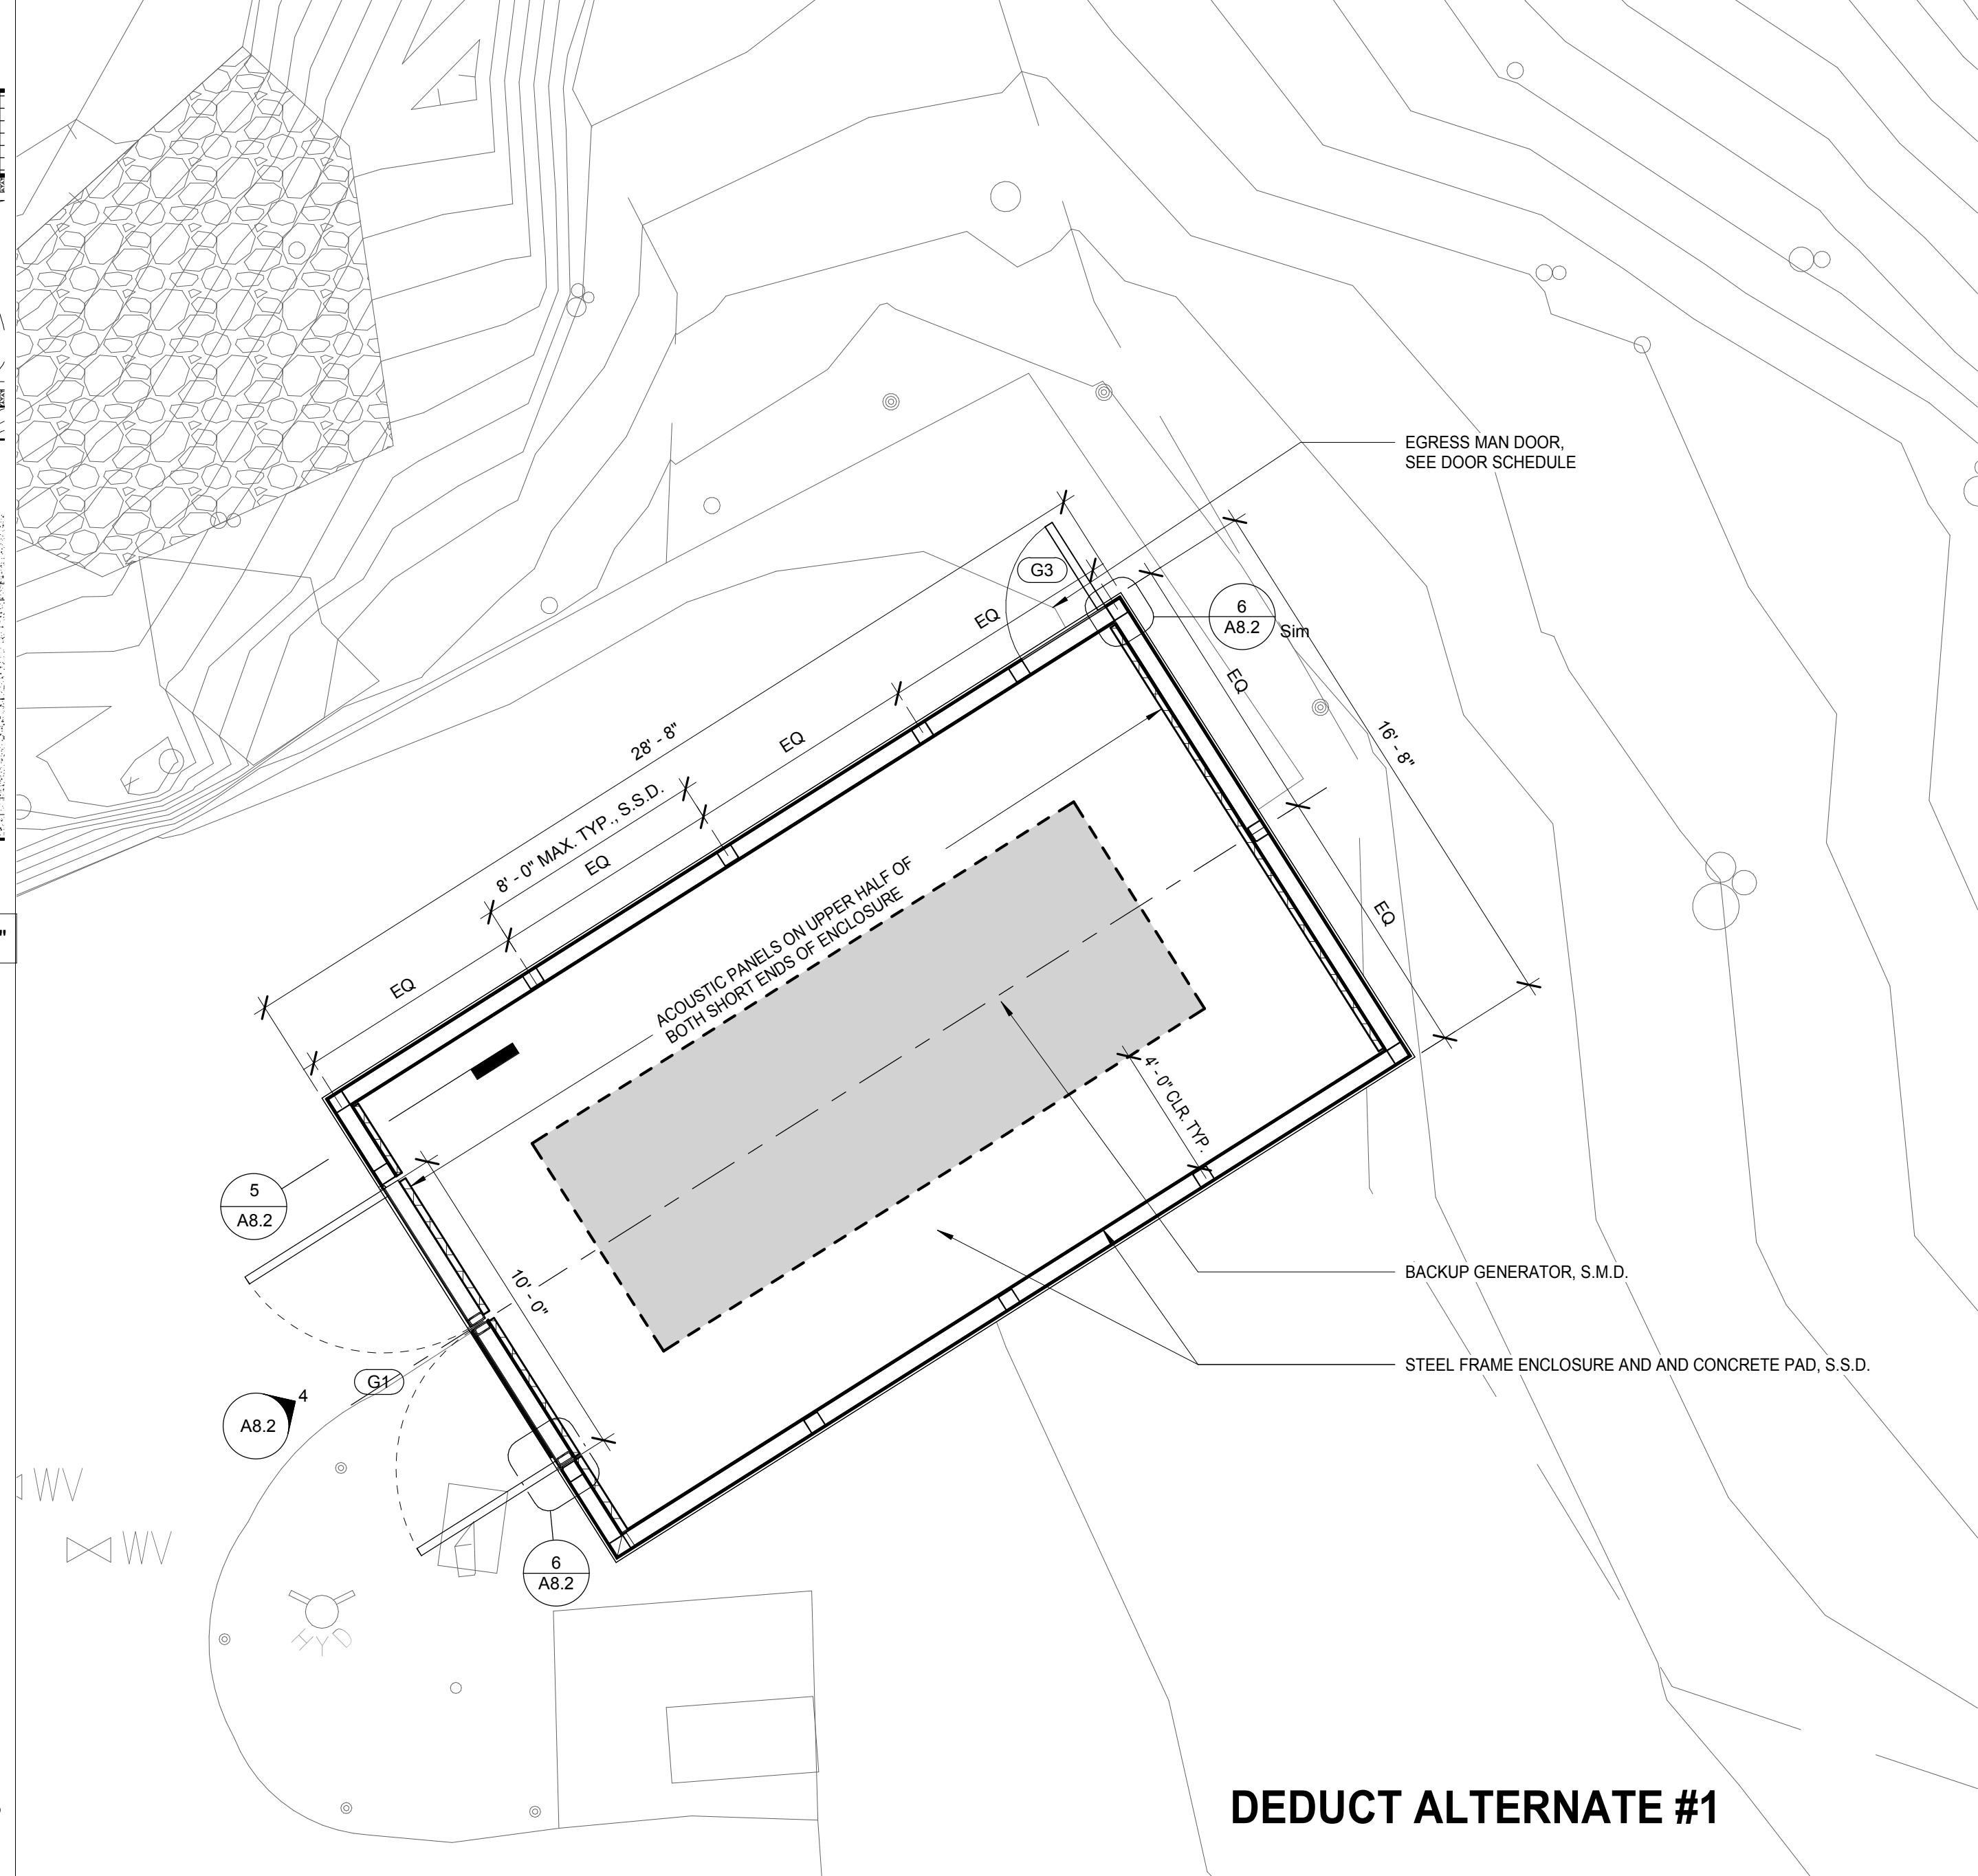 EGRESS MAN DOOR,
SEE DOOR SCHEDULE
G3
6
A8.2
Sim
EQ
EQ
28' - 8"
16' - 8"
EQ
8' - 0" MAX. TYP., S.S.D.
EQ
EQ
EQ
ACOUSTIC PANELS ON UPPER HALF OF
BOTH SHORT ENDS OF ENCLOSURE
4' - 0" CLR. TYP.
5
A8.2
10' - 0"
BACKUP GENERATOR, S.M.D.
STEEL FRAME ENCLOSURE AND AND CONCRETE PAD, S.S.D.
G1
4
A8.2
WV
WV
6
A8.2
HYD
DEDUCT ALTERNATE #1